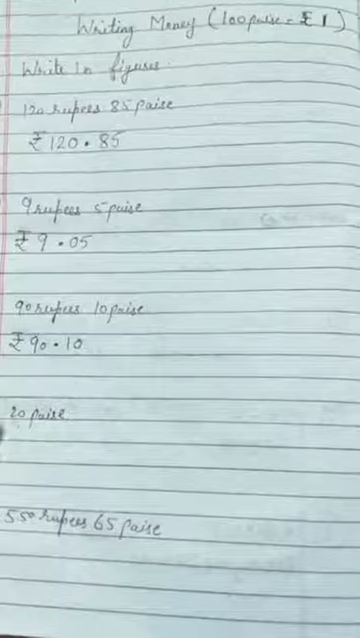 Writing Money (100 paise = ₹ 1)
Write in figures.
120 rupees 85 paise
₹ 120.85
9 rupees 5 paise
₹ 9.05
90 rupees 10 paise
₹ 90.10
20 paise
550 rupees 65 paise